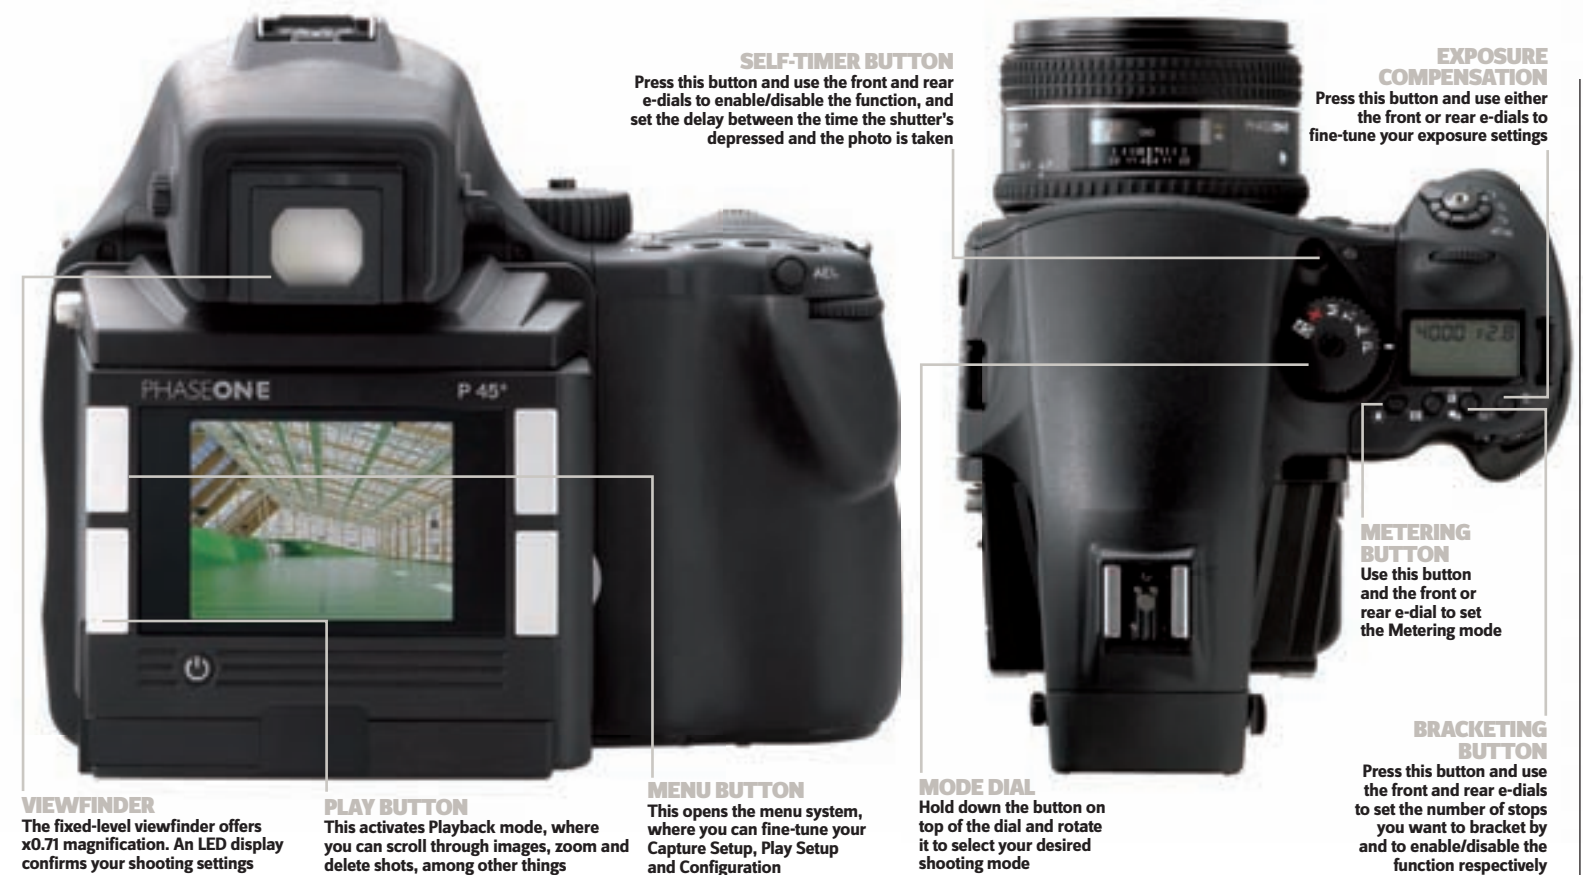 SELF-TIMER BUTTON
Press this button and use the front and rear
e-dials to enable/disable the function, and
set the delay between the time the shutter's
depressed and the photo is taken
EXPOSURE
COMPENSATION
Press this button and use either
the front or rear e-dials to
fine-tune your exposure settings
AEL
PHASEONE
P 45+
4000
2.8
METERING
BUTTON
Use this button
and the front or
rear e-dial to set
the Metering mode
BRACKETING
BUTTON
Press this button and use
the front and rear e-dials
to set the number of stops
you want to bracket by
and to enable/disable the
function respectively
VIEWFINDER
The fixed-level viewfinder offers
x0.71 magnification. An LED display
confirms your shooting settings
PLAY BUTTON
This activates Playback mode, where
you can scroll through images, zoom and
delete shots, among other things
MENU BUTTON
This opens the menu system,
where you can fine-tune your
Capture Setup, Play Setup
and Configuration
MODE DIAL
Hold down the button on
top of the dial and rotate
it to select your desired
shooting mode